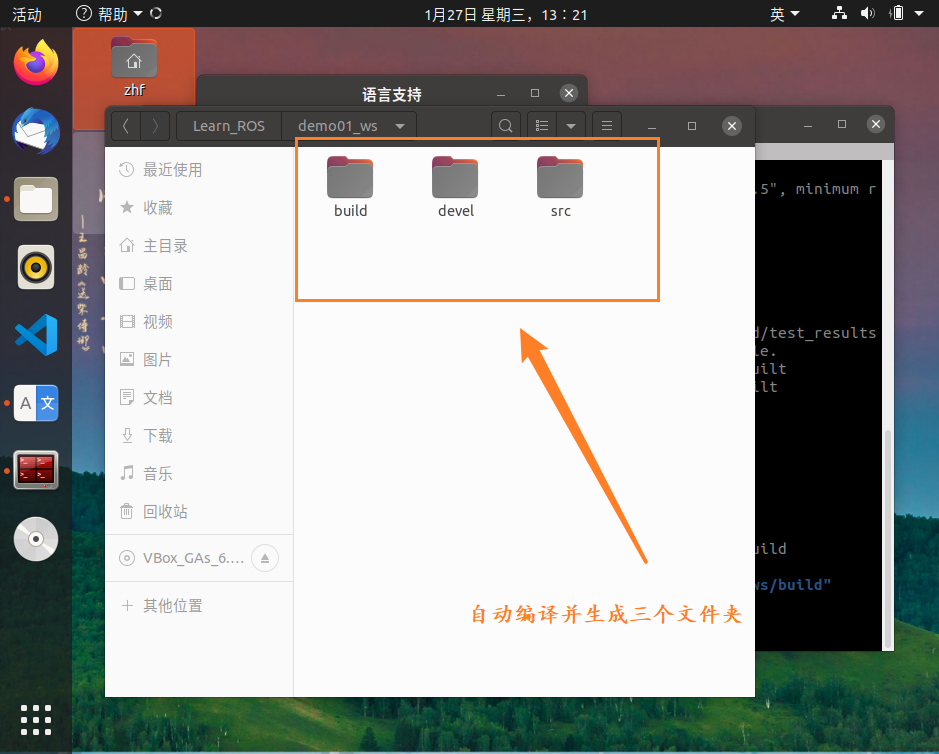 活动
帮助
1月27日 星期三，13：21
英
zhf
语言支持
Learn_ROS
demo01_ws
最近使用
收藏
主目录
桌面
视频
图片
文档
下载
音乐
回收站
VBox_GAs_6....
其他位置
build
devel
src
自动编译并生成三个文件夹
.5", minimum r
d/test_results
le.
uilt
ilt
uild
ws/build"
A 文